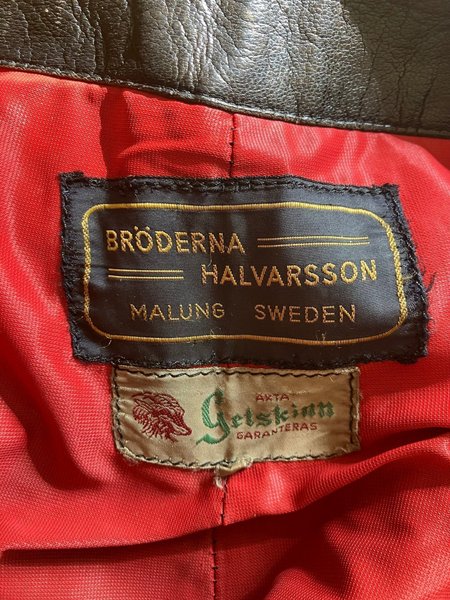 BRÖDERNA
HALVARSSON
MALUNG SWEDEN
ÄKTA
Getskinn
GARANTERAS